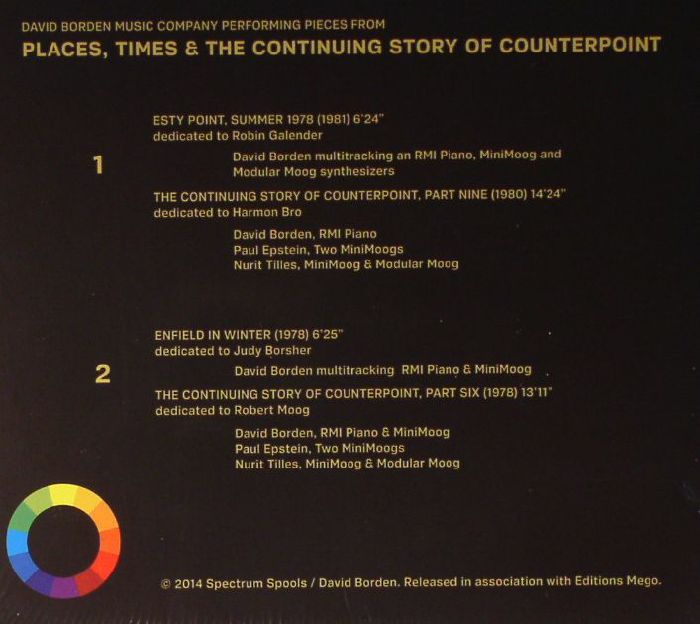 DAVID BORDEN MUSIC COMPANY PERFORMING PIECES FROM
PLACES, TIMES & THE CONTINUING STORY OF COUNTERPOINT
ESTY POINT, SUMMER 1978 (1981) 6'24"
dedicated to Robin Galender
1
David Borden multitracking an RMI Piano, MiniMoog and
Modular Moog synthesizers
THE CONTINUING STORY OF COUNTERPOINT, PART NINE (1980) 14'24"
dedicated to Harmon Bro
David Borden, RMI Piano
Paul Epstein, Two MiniMoogs
Nurit Tilles, MiniMoog & Modular Moog
ENFIELD IN WINTER (1978) 6'25"
dedicated to Judy Borsher
2
David Borden multitracking RMI Piano & MiniMoog
THE CONTINUING STORY OF COUNTERPOINT, PART SIX (1978) 13'11"
dedicated to Robert Moog
David Borden, RMI Piano & MiniMoog
Paul Epstein, Two MiniMoogs
Nurit Tilles, MiniMoog & Modular Moog
© 2014 Spectrum Spools / David Borden. Released in association with Editions Mego.